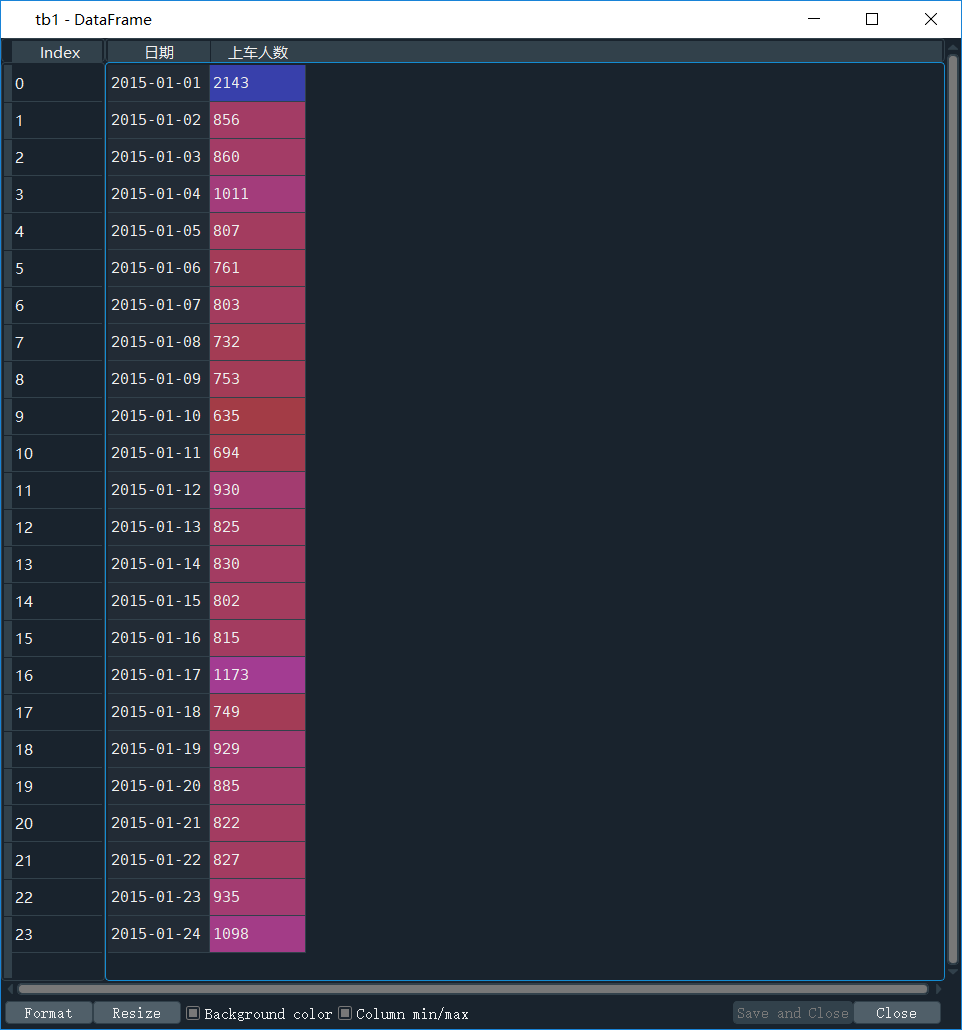 tb1 - DataFrame
Index 日期 上车人数
0 2015-01-01 2143
1 2015-01-02 856
2 2015-01-03 860
3 2015-01-04 1011
4 2015-01-05 807
5 2015-01-06 761
6 2015-01-07 803
7 2015-01-08 732
8 2015-01-09 753
9 2015-01-10 635
10 2015-01-11 694
11 2015-01-12 930
12 2015-01-13 825
13 2015-01-14 830
14 2015-01-15 802
15 2015-01-16 815
16 2015-01-17 1173
17 2015-01-18 749
18 2015-01-19 929
19 2015-01-20 885
20 2015-01-21 822
21 2015-01-22 827
22 2015-01-23 935
23 2015-01-24 1098
Format Resize Background color Column min/max Save and Close Close